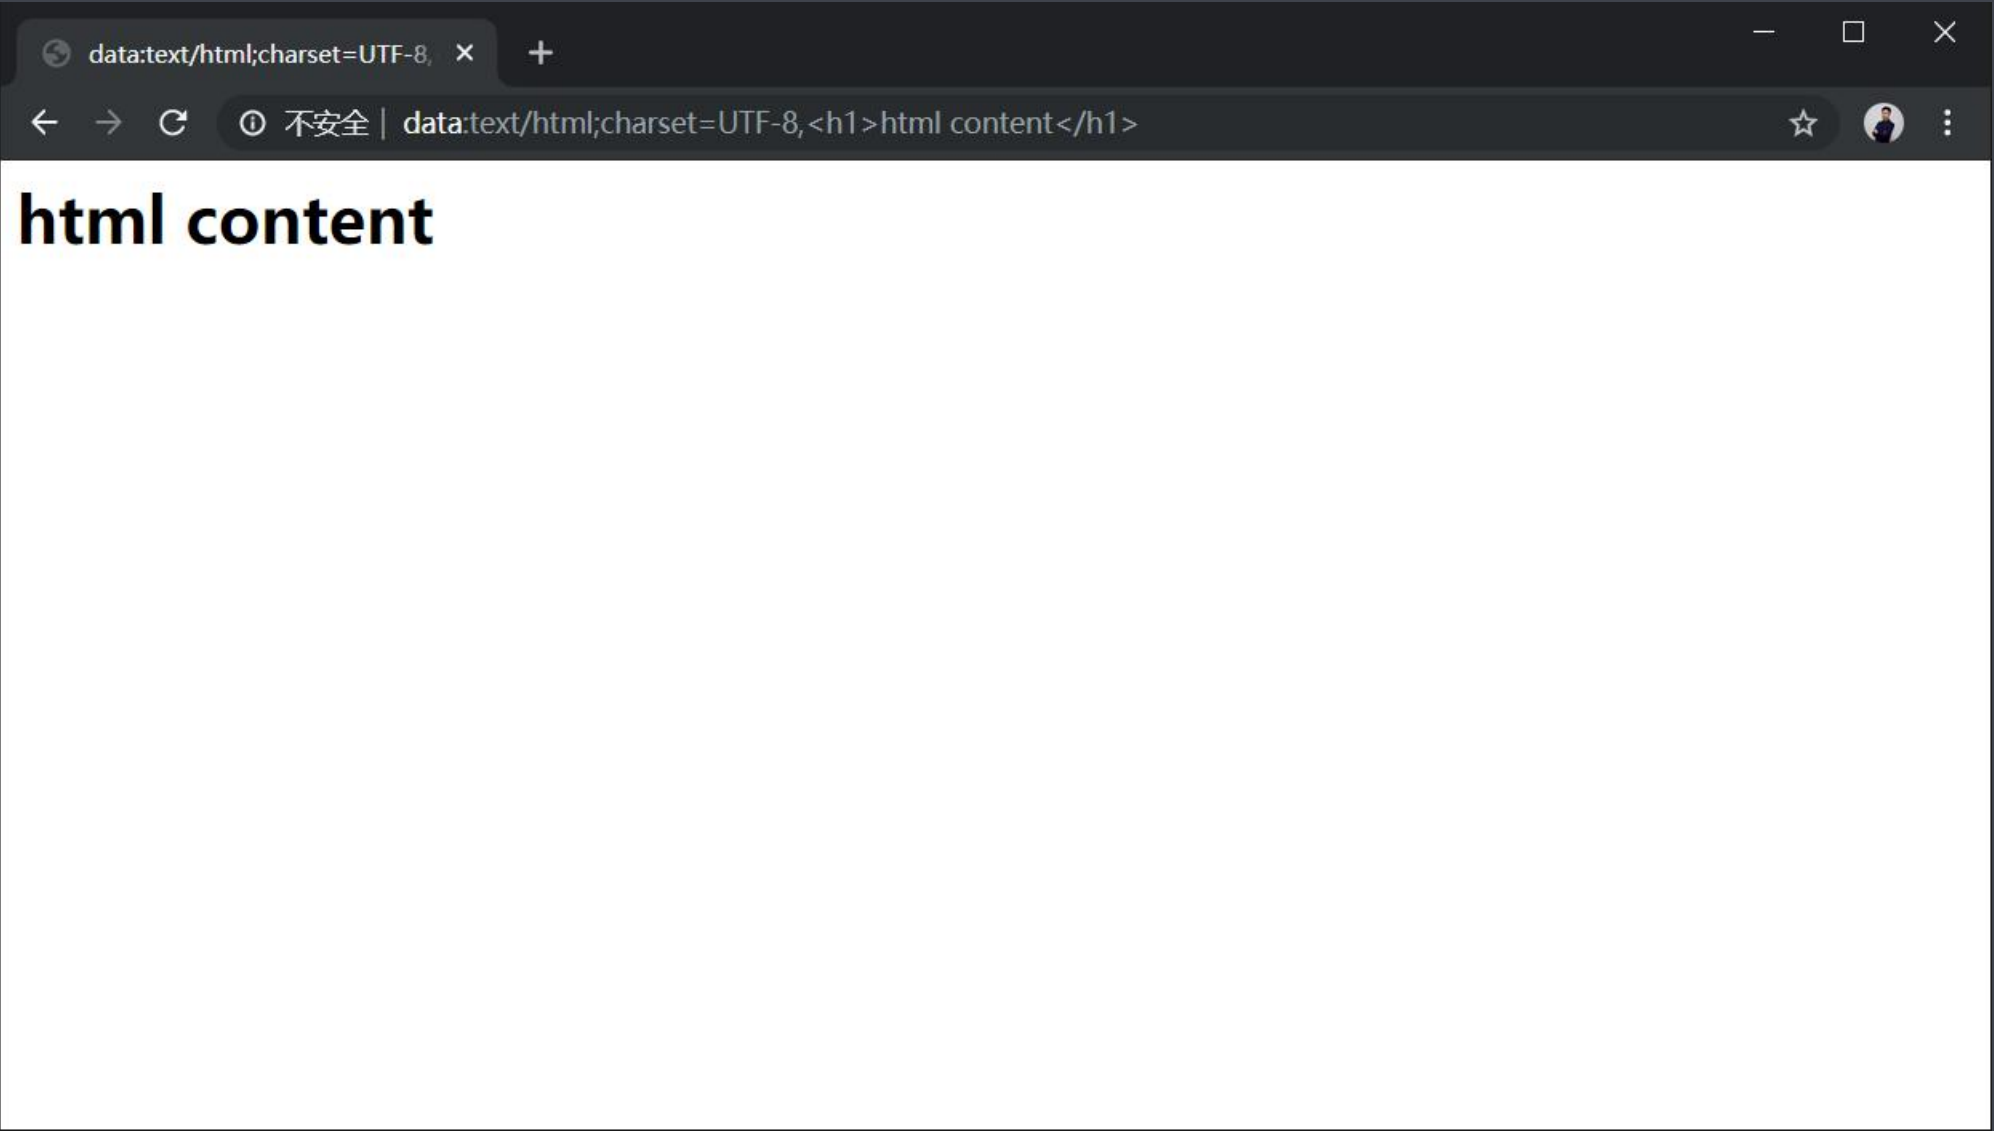 data:text/html;charset=UTF-8,
不安全 | data:text/html;charset=UTF-8,<h1>html content</h1>
html content